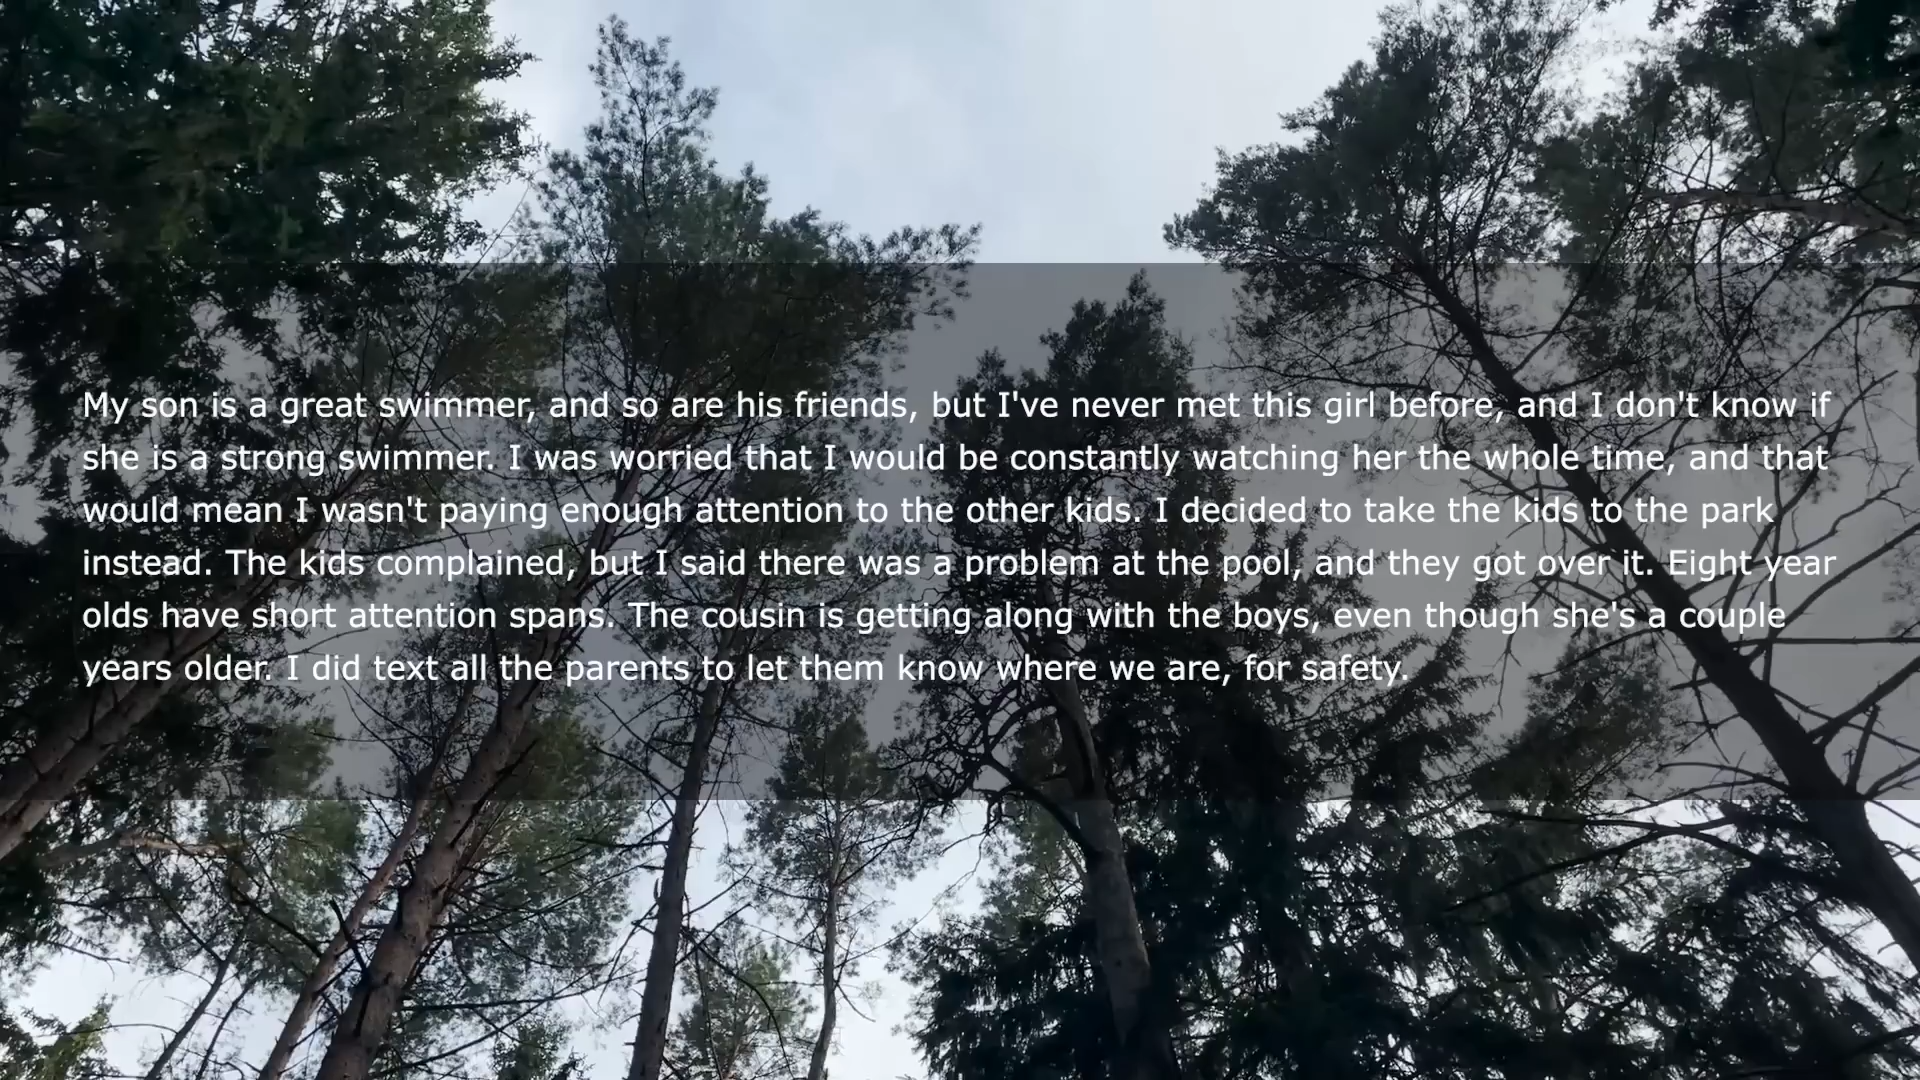 My son is a great swimmer, and so are his friends, but I've never met this girl before, and I don't know if
she is a strong swimmer. I was worried that I would be constantly watching her the whole time, and that
would mean I wasn't paying enough attention to the other kids. I decided to take the kids to the park
instead. The kids complained, but I said there was a problem at the pool, and they got over it. Eight year
olds have short attention spans. The cousin is getting along with the boys, even though she's a couple
years older. I did text all the parents to let them know where we are, for safety.